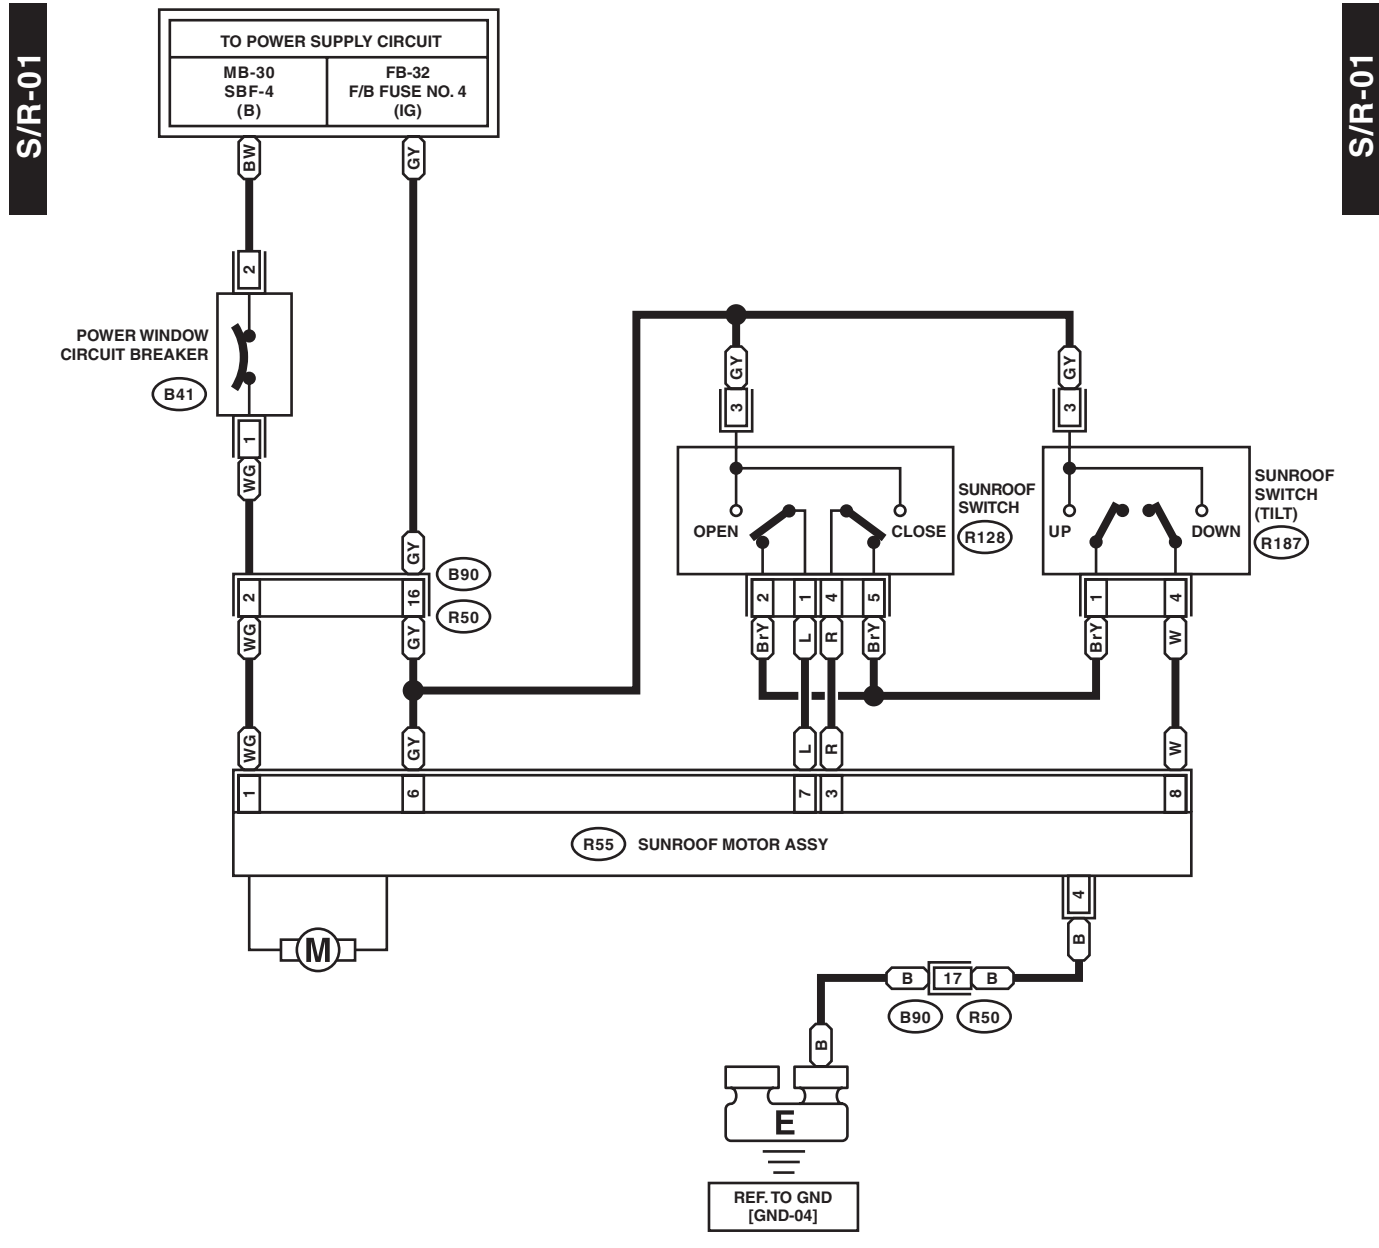 S/R-01
S/R-01
TO POWER SUPPLY CIRCUIT
MB-30
SBF-4
(B)
FB-32
F/B FUSE NO. 4
(IG)
BW
GY
2
POWER WINDOW
CIRCUIT BREAKER
B41
1
WG
GY
GY
3
3
OPEN
CLOSE
SUNROOF
SWITCH
R128
UP
DOWN
SUNROOF
SWITCH
(TILT)
R187
GY
B90
2
16
R50
WG
GY
2
1
4
5
BrY
L
R
BrY
1
4
BrY
W
WG
GY
L
R
W
1
6
7
3
8
R55
SUNROOF MOTOR ASSY
4
M
B
B
17
B
B90
R50
B
E
REF. TO GND
[GND-04]